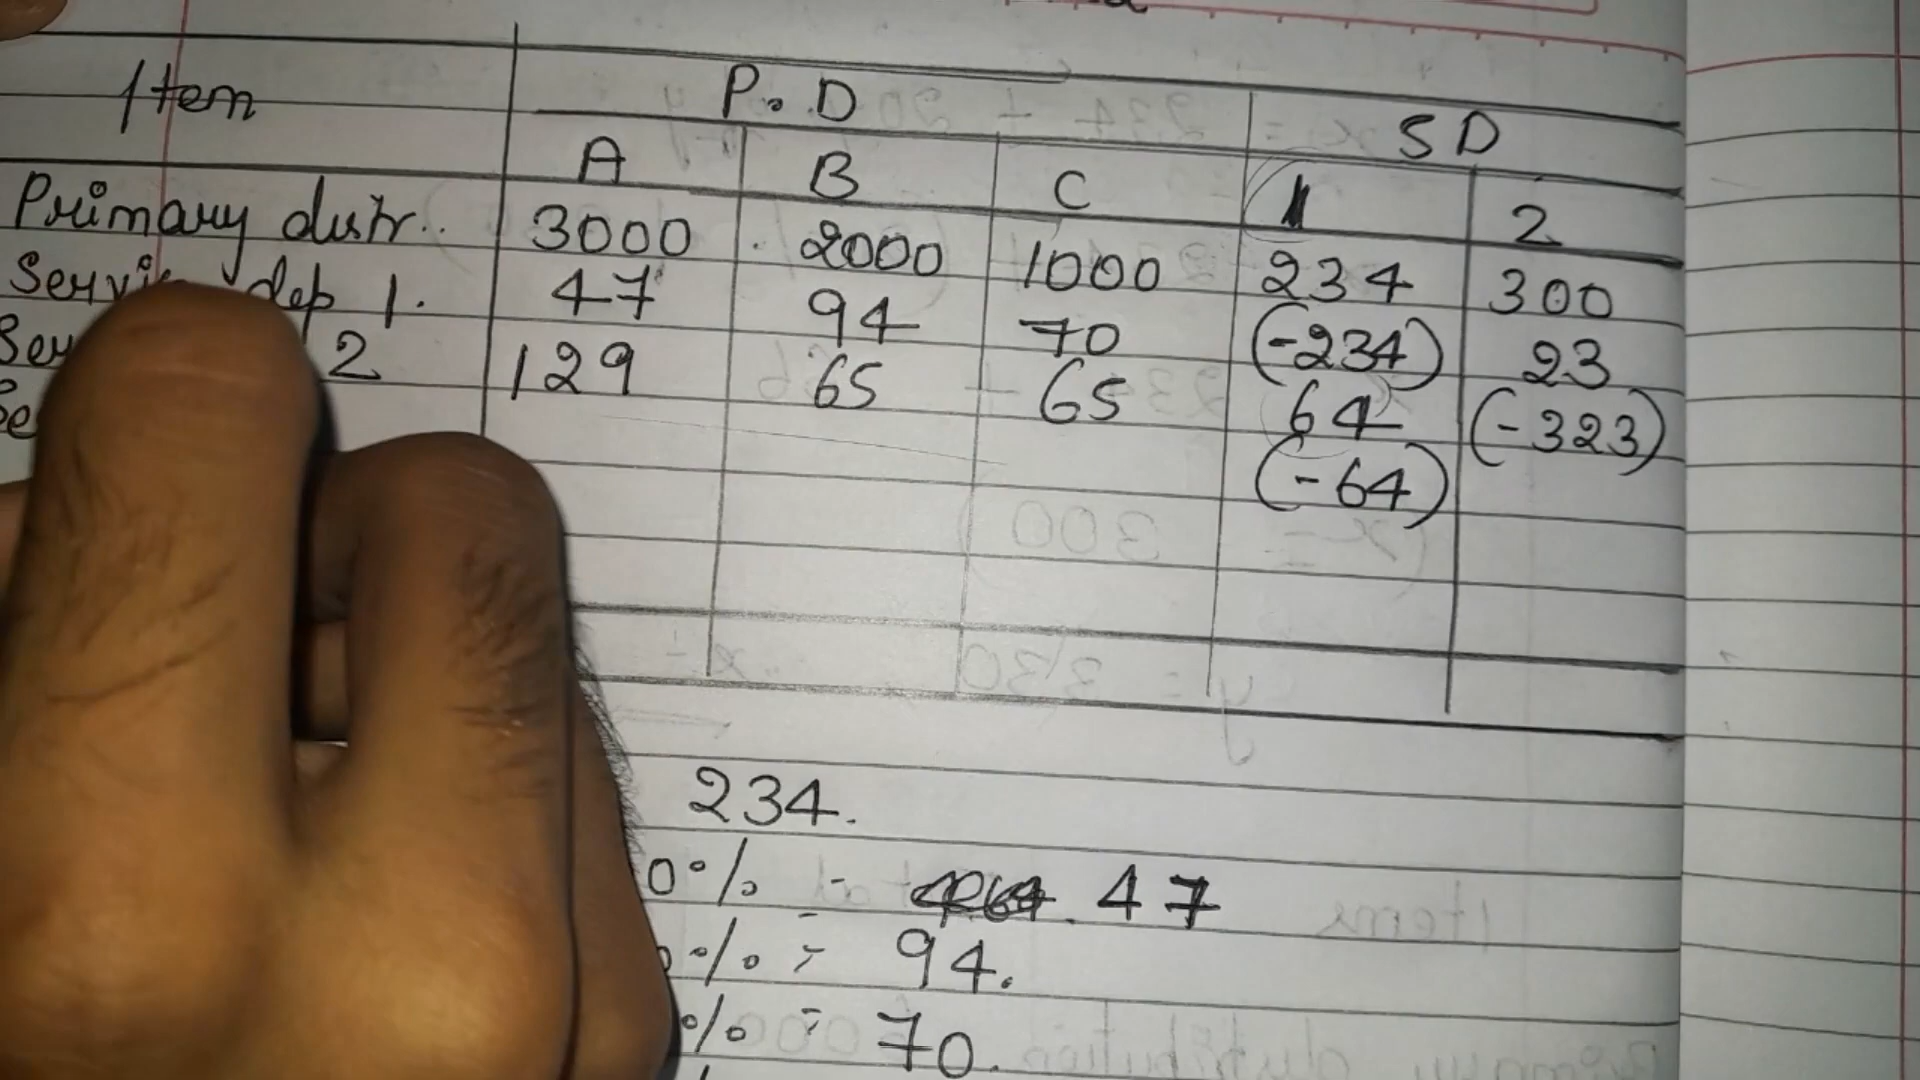 Item P.D SD
A B C 1 2
Primary distr.. 3000 2000 1000 234 300
dep 1. 47 94 70 (-234) 23
2 129 65 65 64 (-323)
(-64)
234.
0% - 47
% = 94.
% = 70.